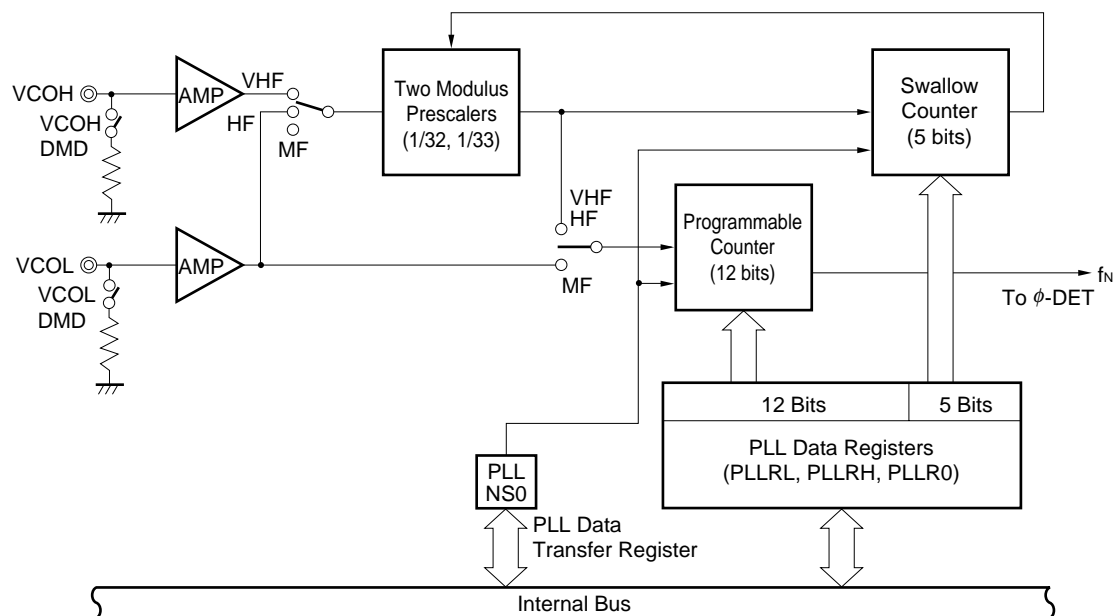 VCOH
VCOH
DMD
AMP
VHF
HF
MF
Two Modulus
Prescalers
(1/32, 1/33)
Swallow
Counter
(5 bits)
VCOL
VCOL
DMD
AMP
VHF
HF
MF
Programmable
Counter
(12 bits)
fN
To ϕ-DET
12 Bits
5 Bits
PLL Data Registers
(PLLRL, PLLRH, PLLR0)
PLL
NS0
PLL Data
Transfer Register
Internal Bus